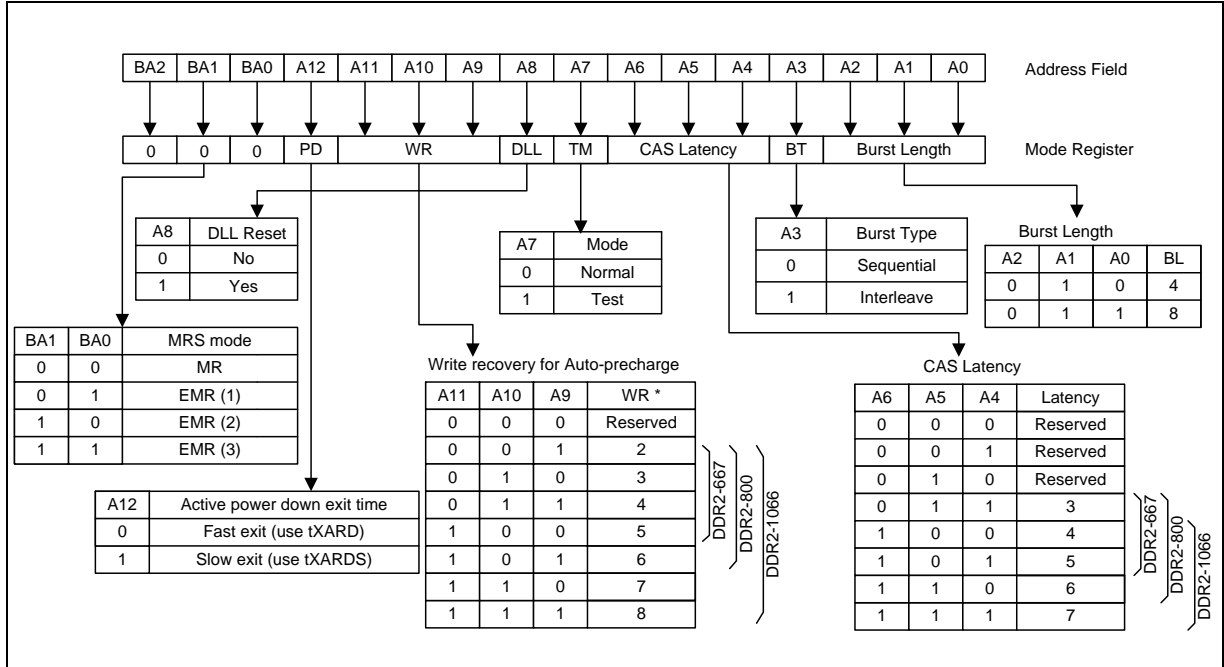 BA2 BA1 BA0 A12 A11 A10 A9 A8 A7 A6 A5 A4 A3 A2 A1 A0 Address Field
0 0 0 PD WR DLL TM CAS Latency BT Burst Length Mode Register
A8 DLL Reset
0 No
1 Yes
A7 Mode
0 Normal
1 Test
A3 Burst Type
0 Sequential
1 Interleave
Burst Length
A2 A1 A0 BL
0 1 0 4
0 1 1 8
BA1 BA0 MRS mode
0 0 MR
0 1 EMR (1)
1 0 EMR (2)
1 1 EMR (3)
A12 Active power down exit time
0 Fast exit (use tXARD)
1 Slow exit (use tXARDS)
Write recovery for Auto-precharge
A11 A10 A9 WR *
0 0 0 Reserved
0 0 1 2
0 1 0 3
0 1 1 4
1 0 0 5
1 0 1 6
1 1 0 7
1 1 1 8
DDR2-667
DDR2-800
DDR2-1066
CAS Latency
A6 A5 A4 Latency
0 0 0 Reserved
0 0 1 Reserved
0 1 0 Reserved
0 1 1 3
1 0 0 4
1 0 1 5
1 1 0 6
1 1 1 7
DDR2-667
DDR2-800
DDR2-1066